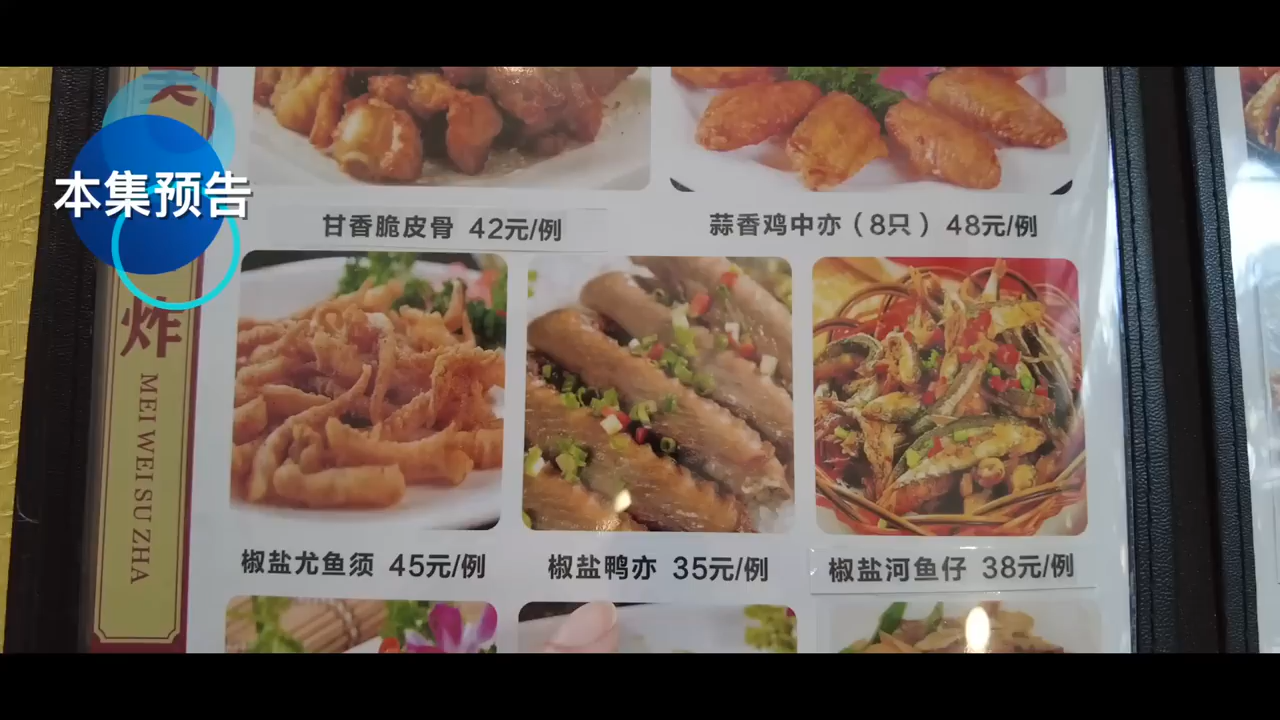 本集预告
炸
MEI WEI SU ZHA
甘香脆皮骨 42元/例
蒜香鸡中亦（8只）48元/例
椒盐尤鱼须 45元/例
椒盐鸭亦 35元/例
椒盐河鱼仔 38元/例